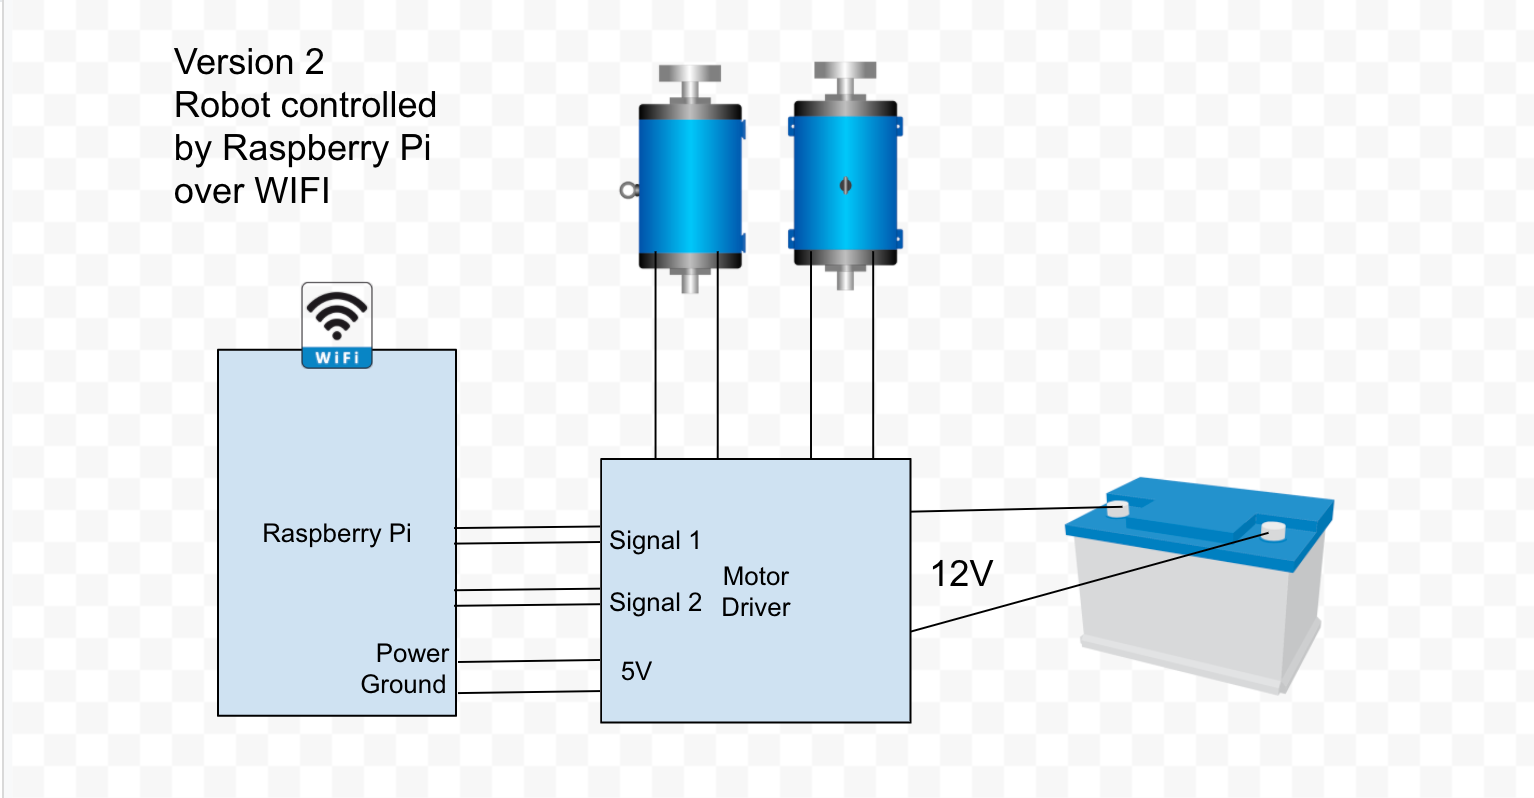 Version 2
Robot controlled
by Raspberry Pi
over WIFI
WiFi
Raspberry Pi
Signal 1
Signal 2
Motor
Driver
12V
Power
Ground
5V